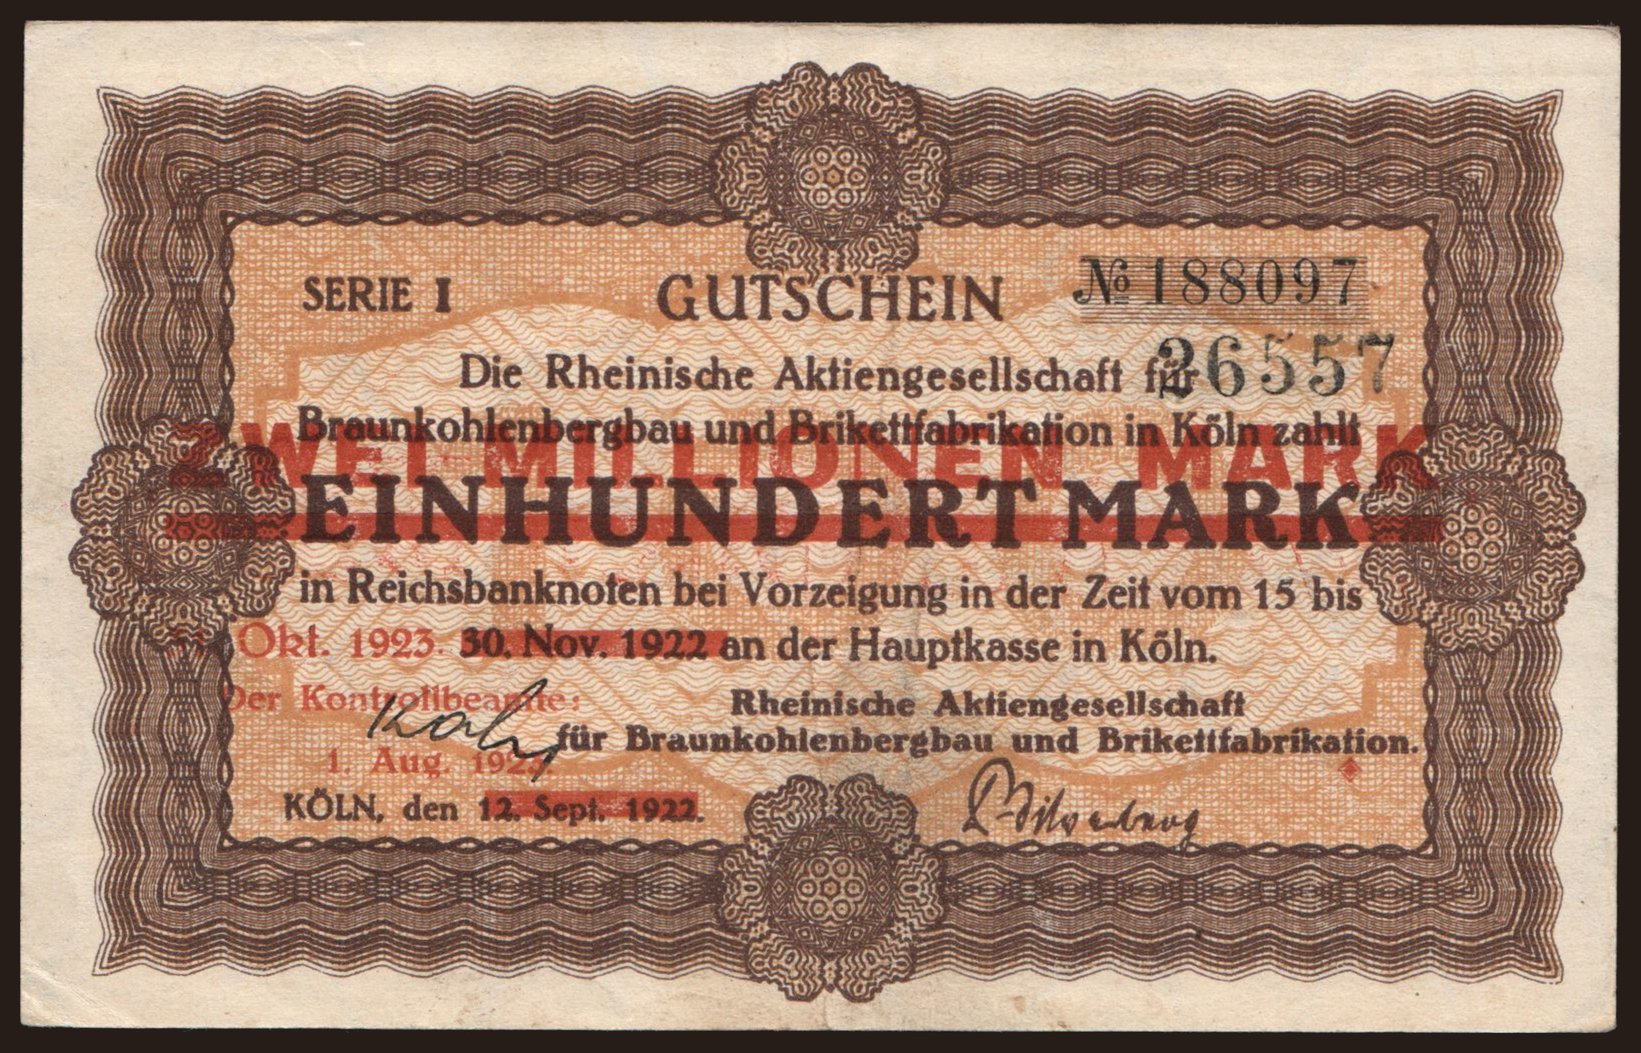 SERIE I GUTSCHEIN № 188097
26557
Die Rheinische Aktiengesellschaft für
Braunkohlenbergbau und Brikettfabrikation in Köln zahlt
ZWEI MILLIONEN MARK
EINHUNDERT MARK
in Reichsbanknoten bei Vorzeigung in der Zeit vom 15 bis
31. Okt. 1923. 30. Nov. 1922 an der Hauptkasse in Köln.
Der Kontrollbeamte: Rheinische Aktiengesellschaft
für Braunkohlenbergbau und Brikettfabrikation.
1. Aug. 1923.
KÖLN, den 12. Sept. 1922.